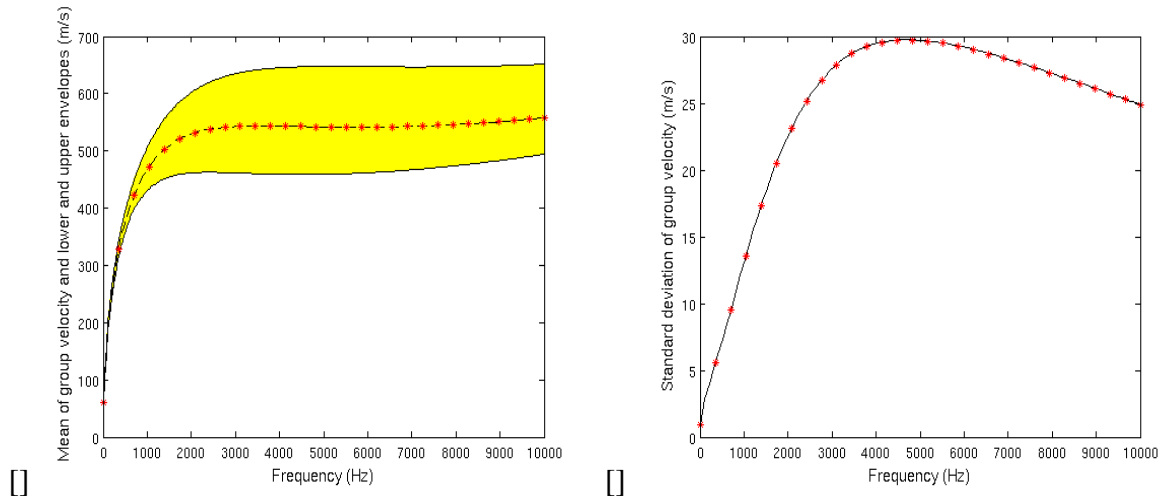 Mean of group velocity and lower and upper envelopes (m/s)
700
600
500
400
300
200
100
0
0 1000 2000 3000 4000 5000 6000 7000 8000 9000 10000
Frequency (Hz)
[]
Standard deviation of group velocity (m/s)
30
25
20
15
10
5
0
0 1000 2000 3000 4000 5000 6000 7000 8000 9000 10000
Frequency (Hz)
[]